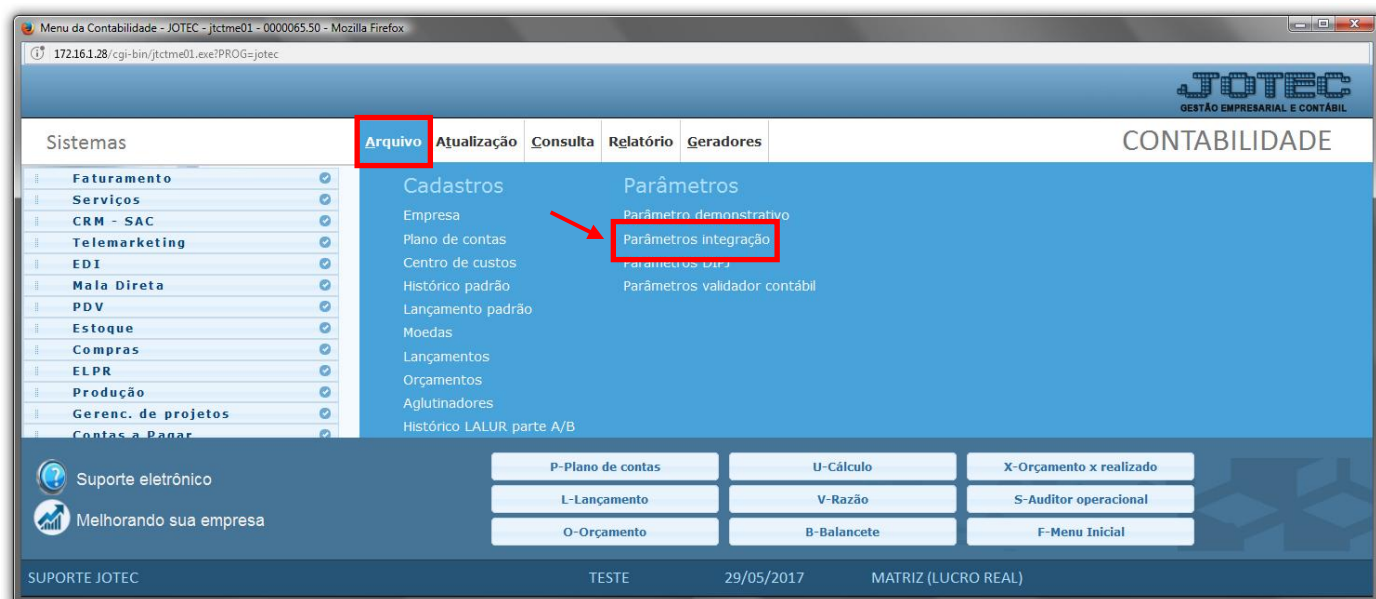 Menu da Contabilidade - JOTEC - jtctme01 - 0000065.50 - Mozilla Firefox
172.16.1.28/cgi-bin/jtctme01.exe?PROG=jotec
JOTEC
GESTÃO EMPRESARIAL E CONTÁBIL
Sistemas
Arquivo Atualização Consulta Relatório Geradores
CONTABILIDADE
Faturamento
Serviços
CRM - SAC
Telemarketing
EDI
Mala Direta
PDV
Estoque
Compras
ELPR
Produção
Gerenc. de projetos
Contas a Pagar
Cadastros
Empresa
Plano de contas
Centro de custos
Histórico padrão
Lançamento padrão
Moedas
Lançamentos
Orçamentos
Aglutinadores
Histórico LALUR parte A/B
Parâmetros
Parâmetro demonstrativo
Parâmetros integração
Parâmetros DIPJ
Parâmetros validador contábil
Suporte eletrônico
Melhorando sua empresa
P-Plano de contas U-Cálculo X-Orçamento x realizado
L-Lançamento V-Razão S-Auditor operacional
O-Orçamento B-Balancete F-Menu Inicial
SUPORTE JOTEC TESTE 29/05/2017 MATRIZ (LUCRO REAL)